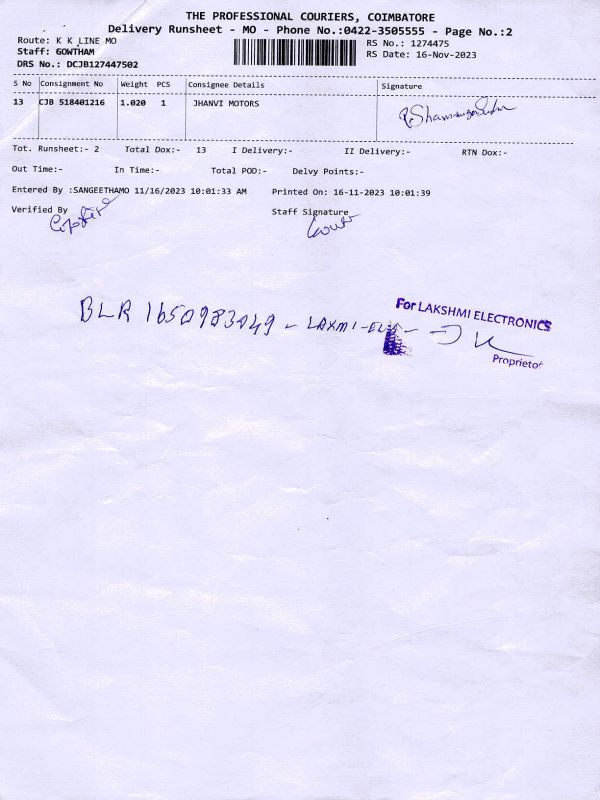 THE PROFESSIONAL COURIERS, COIMBATORE
Delivery Runsheet - MO - Phone No.:0422-3505555 - Page No.:2
Route: K K LINE MO
RS No.: 1274475
Staff: GOWTHAM
RS Date: 16-Nov-2023
DRS No.: DCJB127447502
S No Consignment No Weight PCS Consignee Details Signature
13 CJB 518401216 1.020 1 JHANVI MOTORS
Tot. Runsheet:- 2 Total Dox:- 13 I Delivery:- II Delivery:- RTN Dox:-
Out Time:- In Time:- Total POD:- Delvy Points:-
Entered By :SANGEETHAMO 11/16/2023 10:01:33 AM Printed On: 16-11-2023 10:01:39
Verified By Staff Signature
BLR 1650983049 - LAXMI-
For LAKSHMI ELECTRONICS
Proprietor